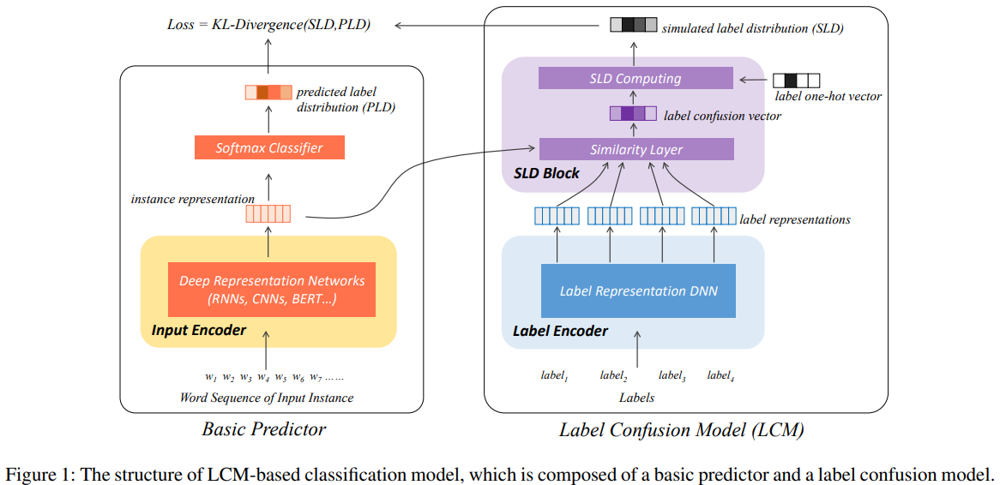 Loss = KL-Divergence(SLD,PLD)
predicted label
distribution (PLD)
Softmax Classifier
instance representation
Deep Representation Networks
(RNNs, CNNs, BERT...)
Input Encoder
w1 w2 w3 w4 w5 w6 w7 ......
Word Sequence of Input Instance
Basic Predictor
simulated label distribution (SLD)
SLD Computing
label one-hot vector
label confusion vector
Similarity Layer
SLD Block
label representations
Label Representation DNN
Label Encoder
label1 label2 label3 label4
Labels
Label Confusion Model (LCM)
Figure 1: The structure of LCM-based classification model, which is composed of a basic predictor and a label confusion model.